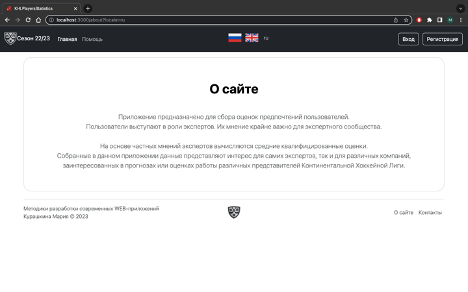 KHLPlayersStatistics
localhost:3000/about?locale=ru
Сезон 22/23
Главная
Помощь
ru
Вход
Регистрация
О сайте
Приложение предназначено для сбора оценок предпочтений пользователей.
Пользователи выступают в роли экспертов. Их мнение крайне важно для экспертного сообщества.
На основе частных мнений экспертов вычисляются средние квалифицированные оценки.
Собранные в данном приложении данные представляют интерес для самих экспертов, так и для различных компаний,
заинтересованных в прогнозах или оценках работы различных представителей Континентальной Хоккейной Лиги.
Методики разработки современных WEB-приложений
Курашкина Мария © 2023
О сайте
Контакты